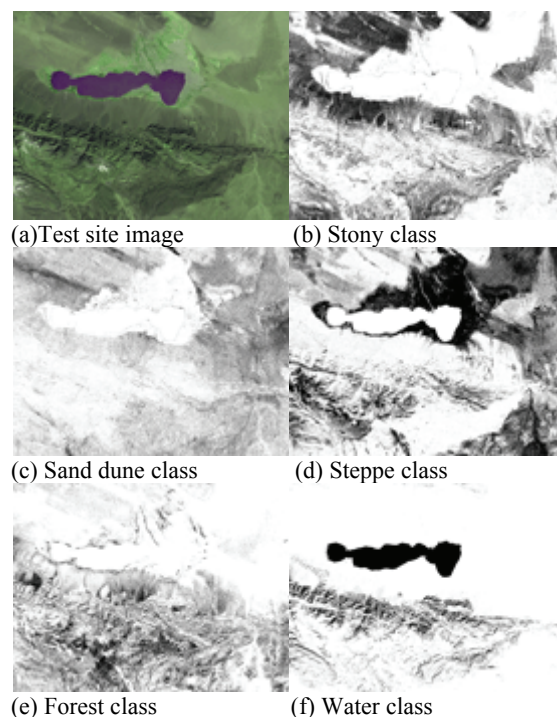 (a)Test site image
(b) Stony class
(c) Sand dune class
(d) Steppe class
(e) Forest class
(f) Water class